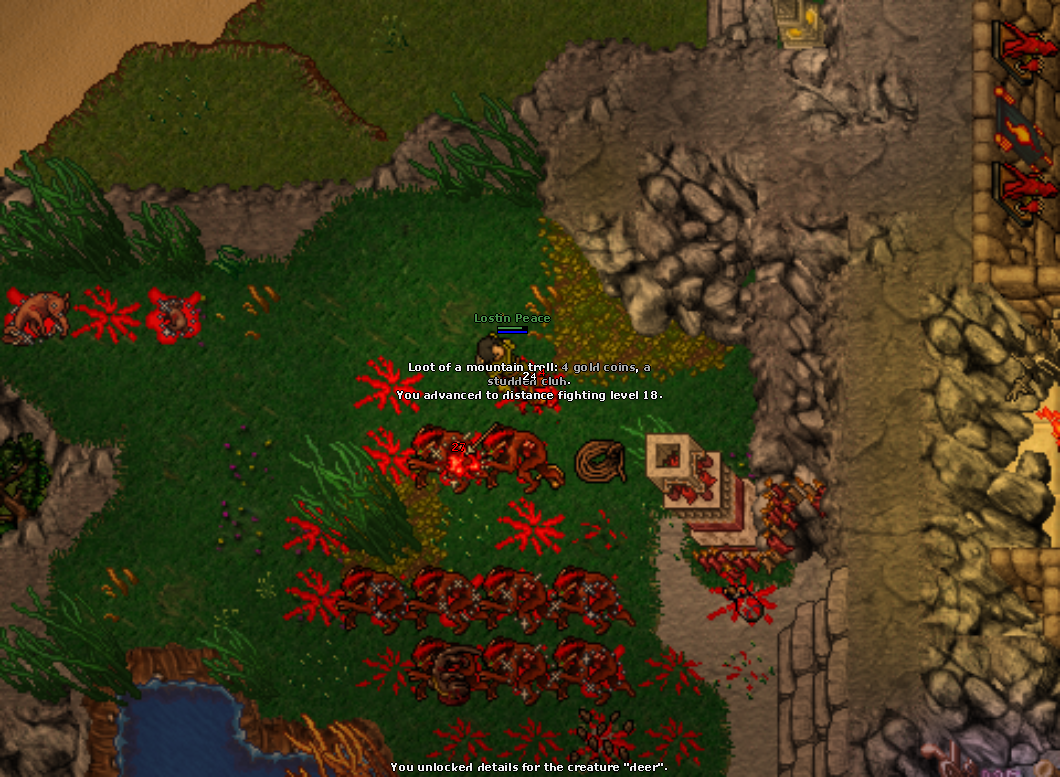 Lostin Peace
Loot of a mountain troll: 4 gold coins, a
studded club.
24
You advanced to distance fighting level 18.
You unlocked details for the creature "deer".